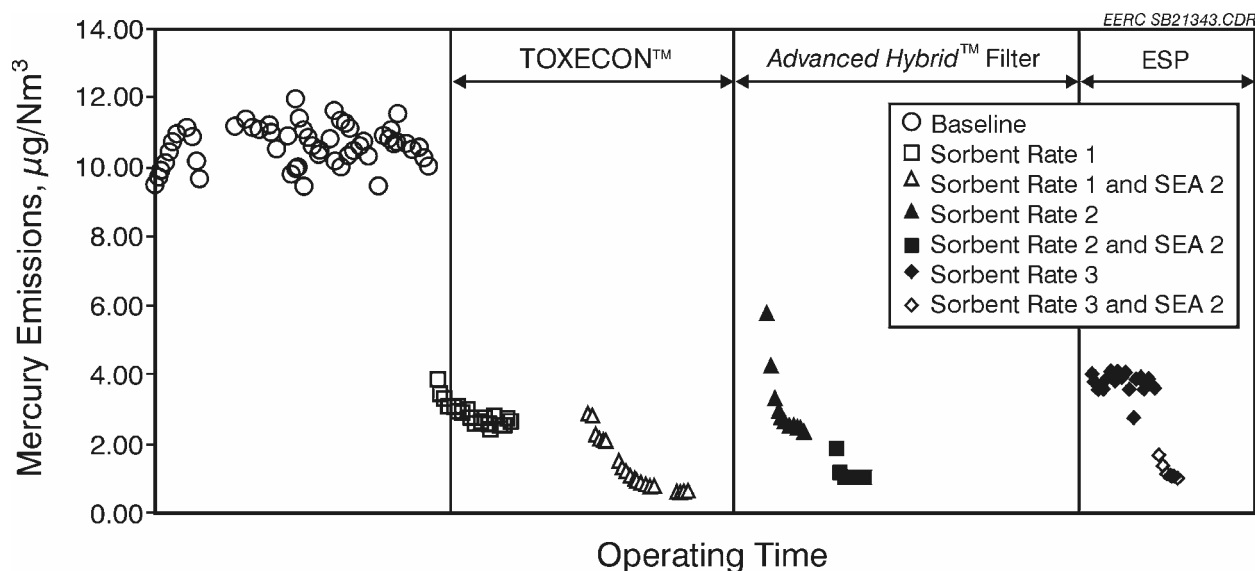 EERC SB21343.CDR
14.00
12.00
10.00
8.00
6.00
4.00
2.00
0.00
Mercury Emissions, µg/Nm³
TOXECON™
Advanced Hybrid™ Filter
ESP
Baseline
Sorbent Rate 1
Sorbent Rate 1 and SEA 2
Sorbent Rate 2
Sorbent Rate 2 and SEA 2
Sorbent Rate 3
Sorbent Rate 3 and SEA 2
Operating Time